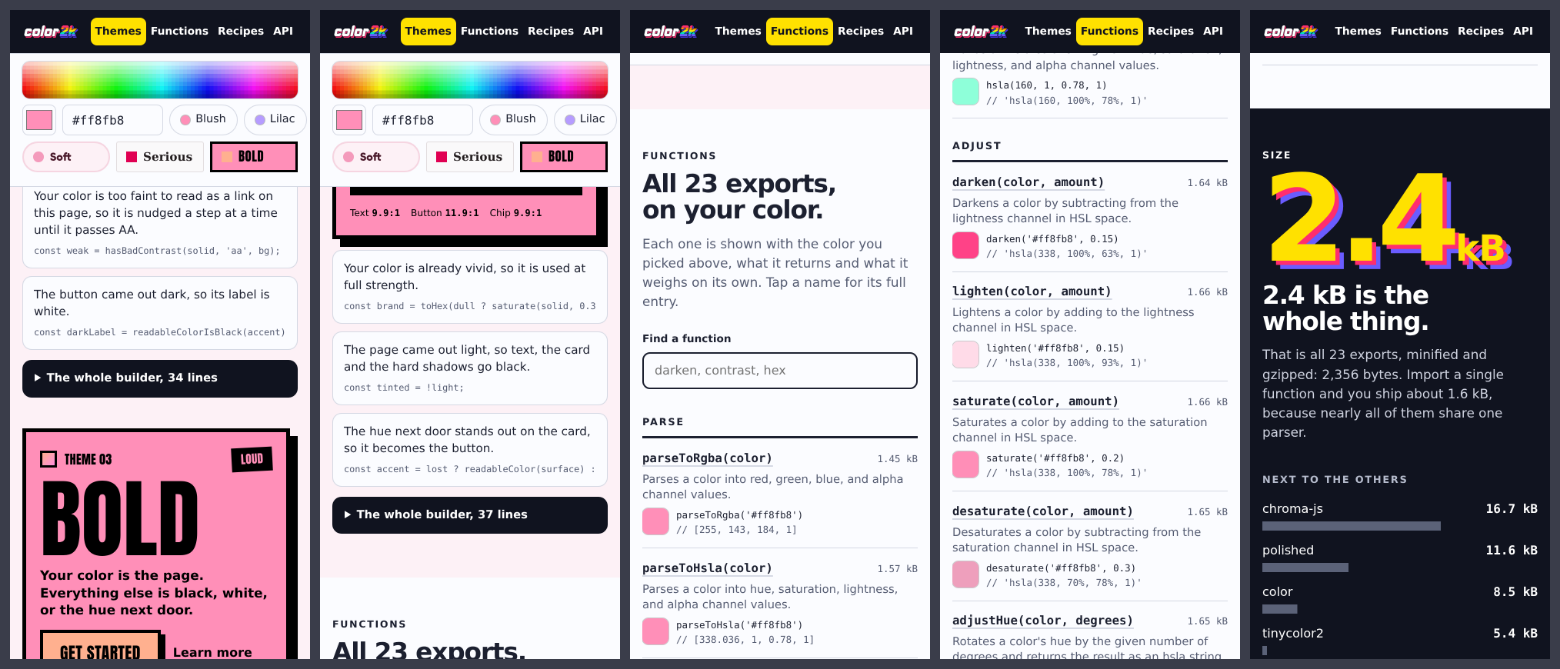 color2k Themes Functions Recipes API
#ff8fb8 Blush Lilac
Soft Serious BOLD
Your color is too faint to read as a link on
this page, so it is nudged a step at a time
until it passes AA.
const weak = hasBadContrast(solid, 'aa', bg);
The button came out dark, so its label is
white.
const darkLabel = readableColorIsBlack(accent)
The whole builder, 34 lines
THEME 03 LOUD
BOLD
Your color is the page.
Everything else is black, white,
or the hue next door.
GET STARTED Learn more
color2k Themes Functions Recipes API
#ff8fb8 Blush Lilac
Soft Serious BOLD
Text 9.9:1 Button 11.9:1 Chip 9.9:1
Your color is already vivid, so it is used at
full strength.
const brand = toHex(dull ? saturate(solid, 0.3
The page came out light, so text, the card
and the hard shadows go black.
const tinted = !light;
The hue next door stands out on the card,
so it becomes the button.
const accent = lost ? readableColor(surface) :
The whole builder, 37 lines
FUNCTIONS
All 23 exports,
color2k Themes Functions Recipes API
FUNCTIONS
All 23 exports,
on your color.
Each one is shown with the color you
picked above, what it returns and what it
weighs on its own. Tap a name for its full
entry.
Find a function
darken, contrast, hex
PARSE
parseToRgba(color) 1.45 kB
Parses a color into red, green, blue, and alpha
channel values.
parseToRgba('#ff8fb8')
// [255, 143, 184, 1]
parseToHsla(color) 1.57 kB
Parses a color into hue, saturation, lightness,
and alpha channel values.
parseToHsla('#ff8fb8')
// [338.036, 1, 0.78, 1]
color2k Themes Functions Recipes API
lightness, and alpha channel values.
hsla(160, 1, 0.78, 1)
// 'hsla(160, 100%, 78%, 1)'
ADJUST
darken(color, amount) 1.64 kB
Darkens a color by subtracting from the
lightness channel in HSL space.
darken('#ff8fb8', 0.15)
// 'hsla(338, 100%, 63%, 1)'
lighten(color, amount) 1.66 kB
Lightens a color by adding to the lightness
channel in HSL space.
lighten('#ff8fb8', 0.15)
// 'hsla(338, 100%, 93%, 1)'
saturate(color, amount) 1.66 kB
Saturates a color by adding to the saturation
channel in HSL space.
saturate('#ff8fb8', 0.2)
// 'hsla(338, 100%, 78%, 1)'
desaturate(color, amount) 1.65 kB
Desaturates a color by subtracting from the
saturation channel in HSL space.
desaturate('#ff8fb8', 0.3)
// 'hsla(338, 70%, 78%, 1)'
adjustHue(color, degrees) 1.65 kB
Rotates a color's hue by the given number of
degrees and returns the result as an hsla string
color2k Themes Functions Recipes API
SIZE
2.4kB
2.4 kB is the
whole thing.
That is all 23 exports, minified and
gzipped: 2,356 bytes. Import a single
function and you ship about 1.6 kB,
because nearly all of them share one
parser.
NEXT TO THE OTHERS
chroma-js 16.7 kB
polished 11.6 kB
color 8.5 kB
tinycolor2 5.4 kB